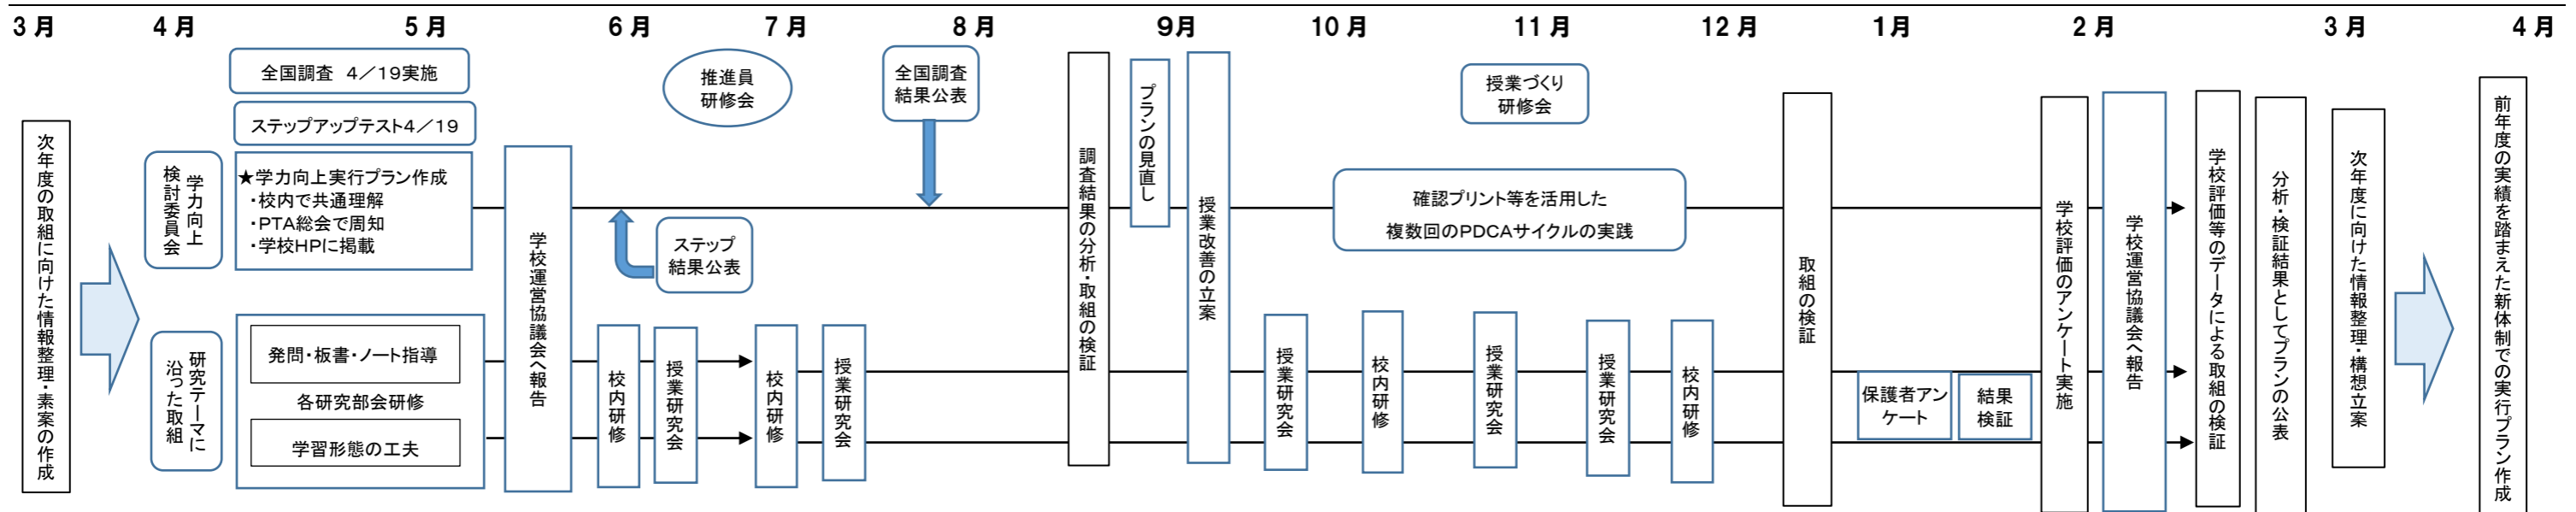 3月
4月
5月
6月
7月
8月
9月
10月
11月
12月
1月
2月
3月
4月
次年度の取組に向けた情報整理・素案の作成
学力向上
検討委員会
研究テーマに
沿った取組
全国調査 4／19実施
ステップアップテスト4／19
★学力向上実行プラン作成
・校内で共通理解
・PTA総会で周知
・学校HPに掲載
発問・板書・ノート指導
各研究部会研修
学習形態の工夫
学校運営協議会へ報告
推進員
研修会
ステップ
結果公表
校内研修
授業研究会
校内研修
授業研究会
全国調査
結果公表
調査結果の分析・取組の検証
プランの見直し
授業改善の立案
授業づくり
研修会
確認プリント等を活用した
複数回のPDCAサイクルの実践
授業研究会
校内研修
授業研究会
授業研究会
校内研修
取組の検証
保護者アン
ケート
結果
検証
学校評価のアンケート実施
学校運営協議会へ報告
学校評価等のデータによる取組の検証
分析・検証結果としてプランの公表
次年度に向けた情報整理・構想立案
前年度の実績を踏まえた新体制での実行プラン作成